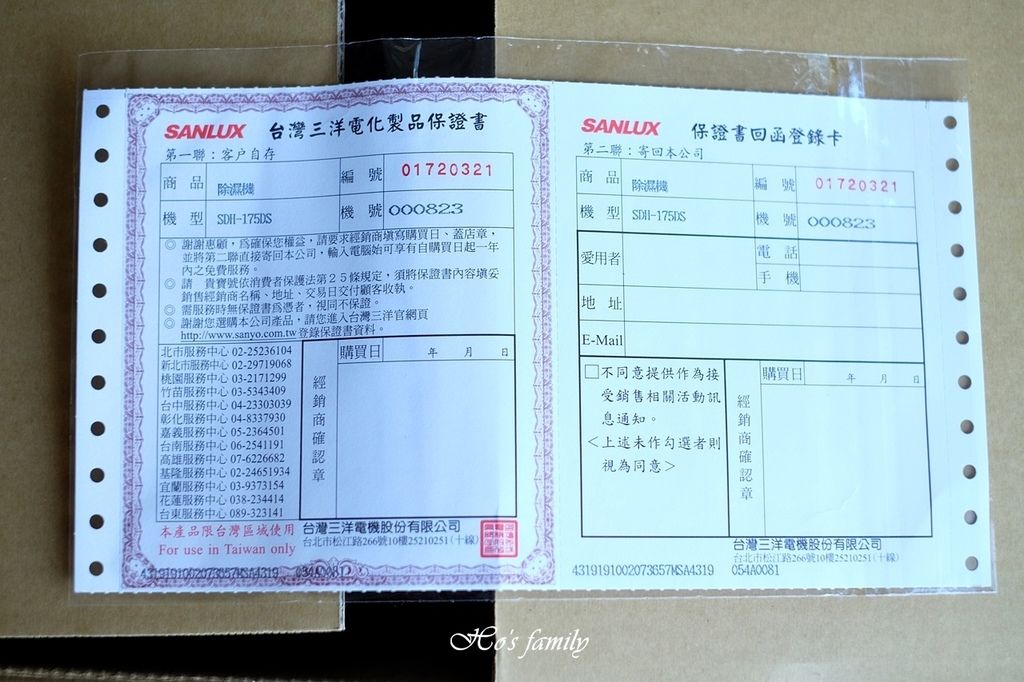 SANLUX 台灣三洋電化製品保證書
第一聯：客戶自存
商品 除濕機 編號 01720321
機型 SDH-175DS 機號 000823
◎ 謝謝惠顧，為確保您權益，請要求經銷商填寫購買日、蓋店章，
並將第二聯直接寄回本公司，輸入電腦始可享有自購買日起一年
內之免費服務。
◎ 請 貴寶號依消費者保護法第２５條規定，須將保證書內容填妥
銷售經銷商名稱、地址、交易日交付顧客收執。
◎ 需服務時無保證書為憑者，視同不保證。
◎ 謝謝您選購本公司產品，請您進入台灣三洋官網頁
http://www.sanyo.com.tw登錄保證書資料。
北市服務中心 02-25236104
新北市服務中心 02-29719068
桃園服務中心 03-2171299
竹苗服務中心 03-5343409
台中服務中心 04-23303039
彰化服務中心 04-8337930
嘉義服務中心 05-2364501
台南服務中心 06-2541191
高雄服務中心 07-6226682
基隆服務中心 02-24651934
宜蘭服務中心 03-9373154
花蓮服務中心 038-234414
台東服務中心 089-323141
經銷商確認章
購買日 年 月 日
本產品限台灣區域使用
For use in Taiwan only
台灣三洋電機股份有限公司
台北市松江路266號10樓25210251(十線)
4319191002073657MSA4319 054A0081
SANLUX 保證書回函登錄卡
第二聯：寄回本公司
商品 除濕機 編號 01720321
機型 SDH-175DS 機號 000823
愛用者 電話
手機
地址
E-Mail
□不同意提供作為接
受銷售相關活動訊
息通知。
＜上述未作勾選者則
視為同意＞
經銷商確認章
購買日 年 月 日
台灣三洋電機股份有限公司
台北市松江路266號10樓25210251(十線)
4319191002073657MSA4319 054A0081
Ho's family